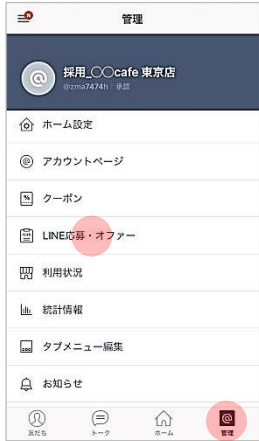 N
管理
採用_〇〇cafe 東京店
@zma7474h | 承認
ホーム設定
アカウントページ
クーポン
LINE応募・オファー
利用状況
統計情報
タブメニュー編集
お知らせ
友だち
トーク
ホーム
管理